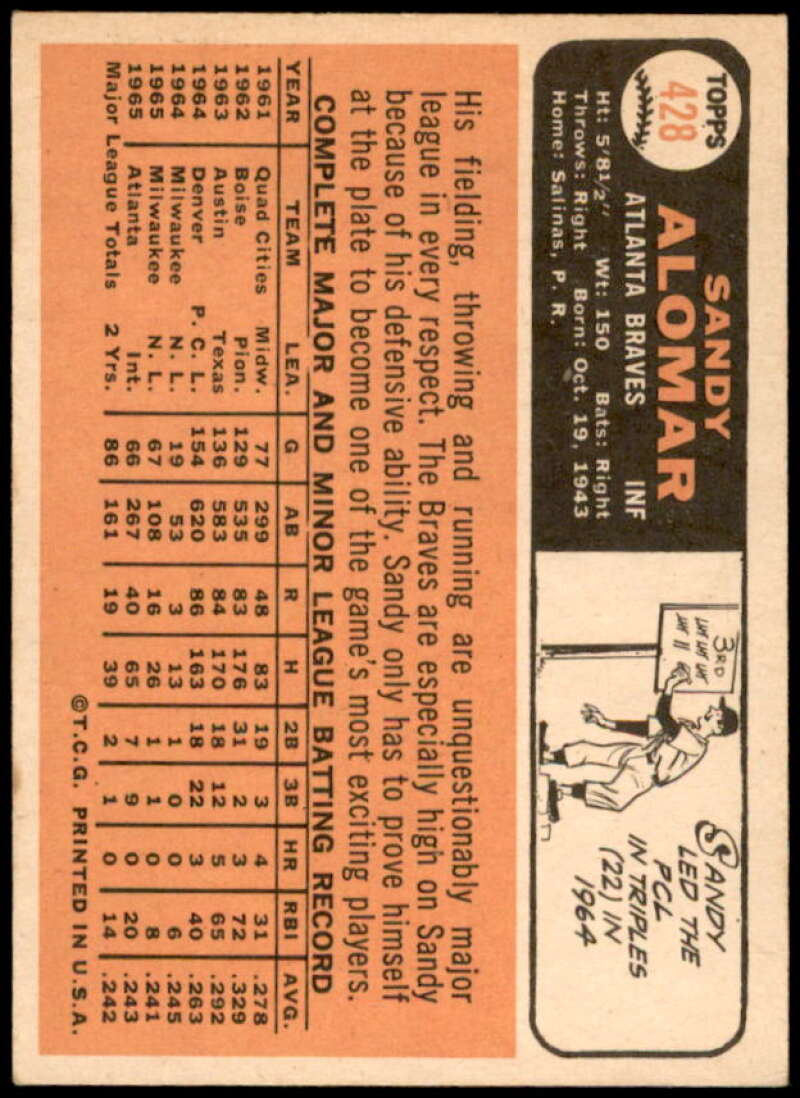 TOPPS
428
SANDY
ALOMAR
ATLANTA BRAVES INF
Ht: 5'8½" Wt: 150 Bats: Right
Throws: Right Born: Oct. 19, 1943
Home: Salinas, P. R.
3RD
SANDY
LED THE
PCL
IN TRIPLES
(22) IN
1964
His fielding, throwing and running are unquestionably major
league in every respect. The Braves are especially high on Sandy
because of his defensive ability. Sandy only has to prove himself
at the plate to become one of the game's most exciting players.
COMPLETE MAJOR AND MINOR LEAGUE BATTING RECORD
YEAR TEAM LEA. G AB R H 2B 3B HR RBI AVG.
1961 Quad Cities Midw. 77 299 48 83 19 3 4 31 .278
1962 Boise Pion. 129 535 83 176 31 2 3 72 .329
1963 Austin Texas 136 583 84 170 18 12 5 65 .292
1964 Denver P. C. L. 154 620 86 163 18 22 3 40 .263
1964 Milwaukee N. L. 19 53 3 13 1 0 0 6 .245
1965 Milwaukee N. L. 67 108 16 26 1 1 0 8 .241
1965 Atlanta Int. 66 267 40 65 7 9 0 20 .243
Major League Totals 2 Yrs. 86 161 19 39 2 1 0 14 .242
©T.C.G. PRINTED IN U.S.A.